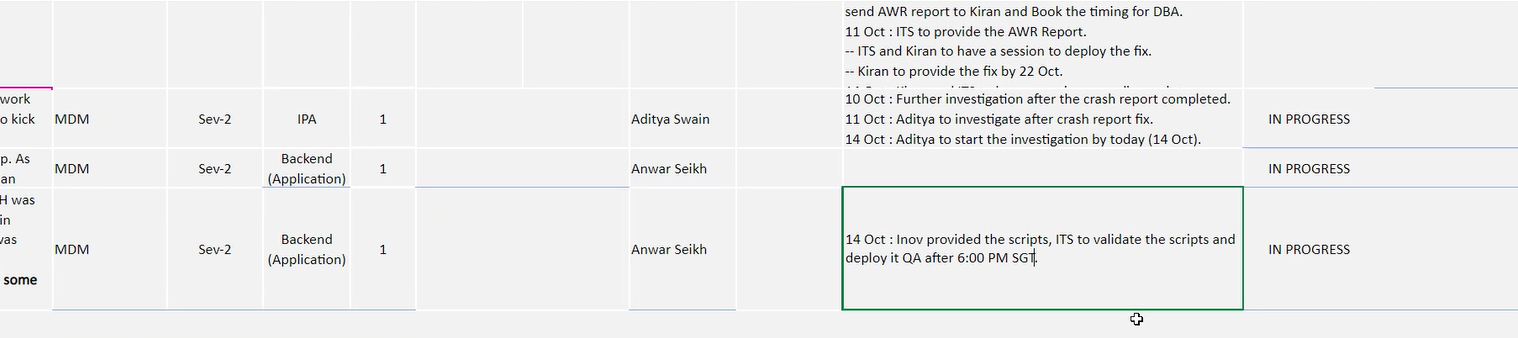 send AWR report to Kiran and Book the timing for DBA.
11 Oct : ITS to provide the AWR Report.
-- ITS and Kiran to have a session to deploy the fix.
-- Kiran to provide the fix by 22 Oct.
work
o kick
MDM
Sev-2
IPA
1
Aditya Swain
10 Oct : Further investigation after the crash report completed.
11 Oct : Aditya to investigate after crash report fix.
14 Oct : Aditya to start the investigation by today (14 Oct).
IN PROGRESS
p. As
an
MDM
Sev-2
Backend
(Application)
1
Anwar Seikh
IN PROGRESS
H was
in
vas
some
MDM
Sev-2
Backend
(Application)
1
Anwar Seikh
14 Oct : Inov provided the scripts, ITS to validate the scripts and
deploy it QA after 6:00 PM SGT.
IN PROGRESS